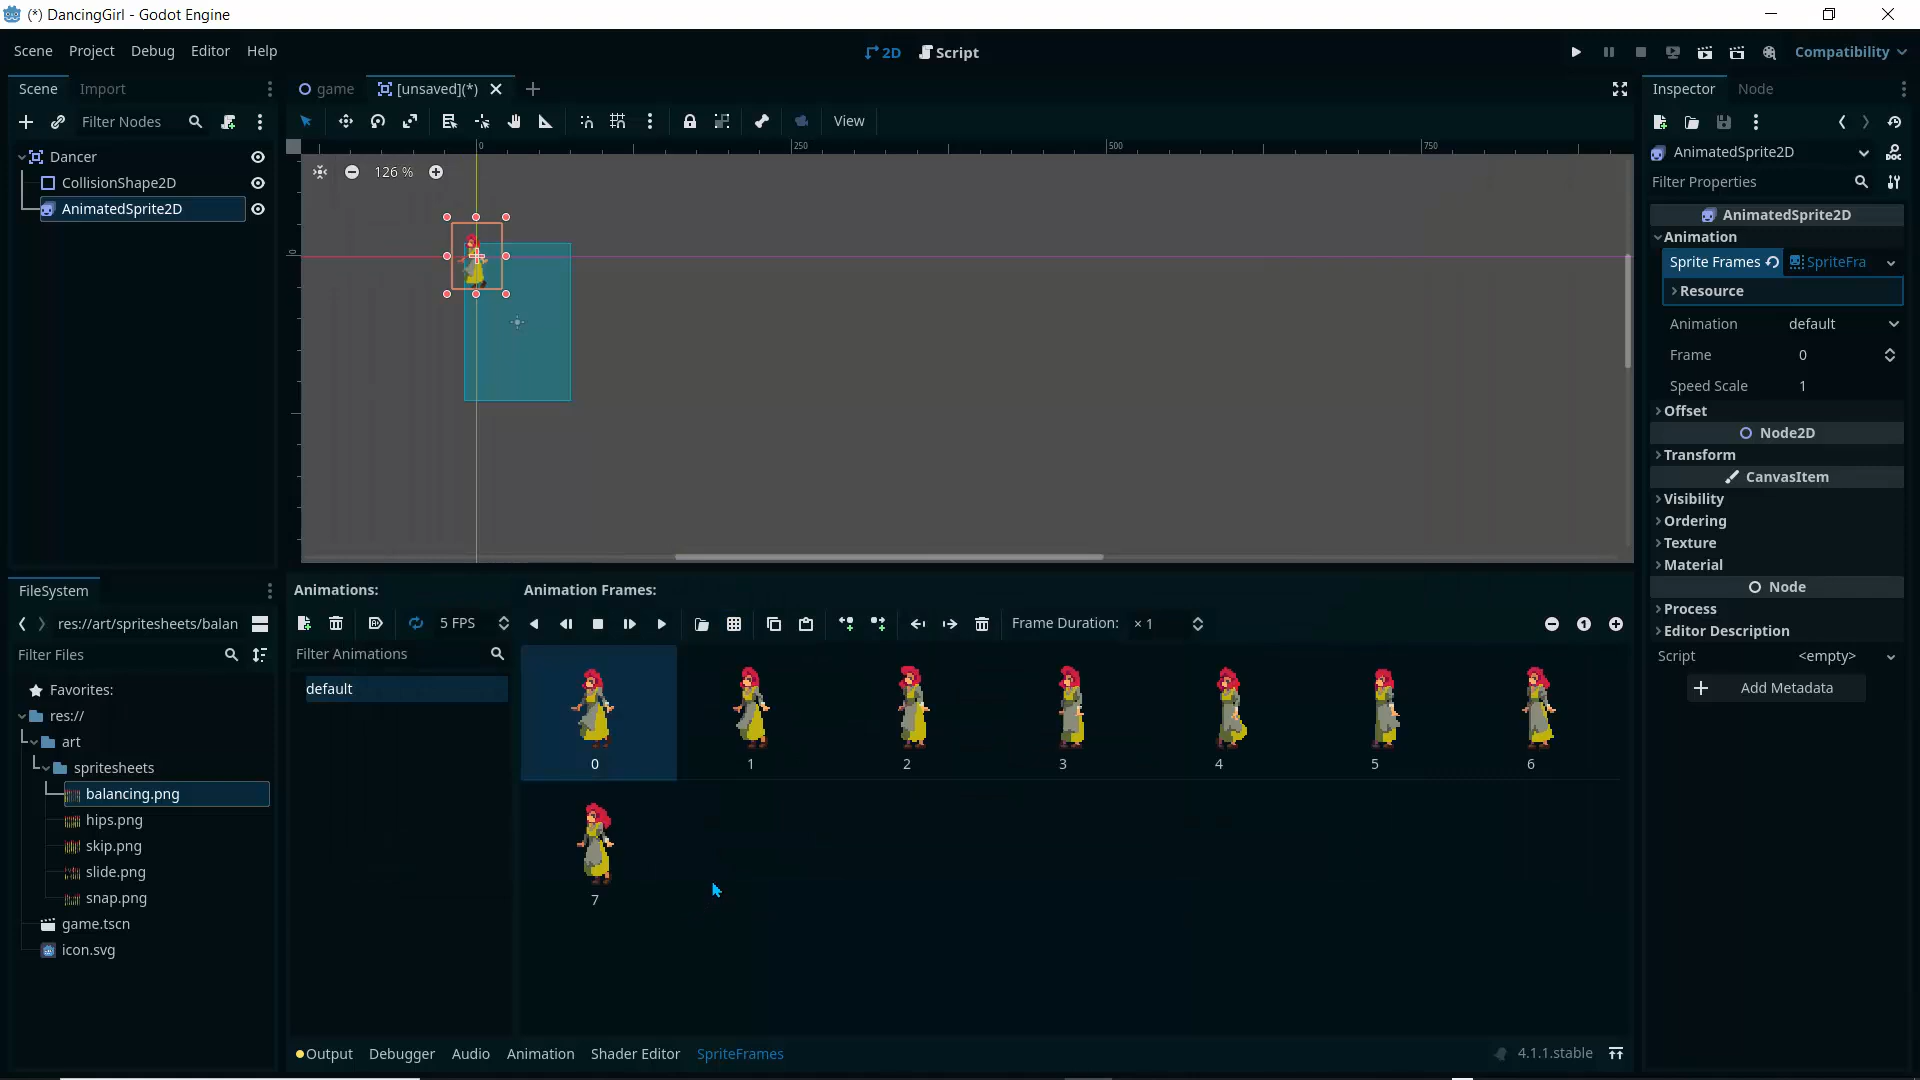 (*) DancingGirl - Godot Engine
Scene Project Debug Editor Help
2D Script
Compatibility
Scene Import
game [unsaved](*)
Inspector Node
Filter Nodes
View
AnimatedSprite2D
Filter Properties
Dancer
CollisionShape2D
AnimatedSprite2D
0 250 500 750
0
126 %
AnimatedSprite2D
Animation
Sprite Frames SpriteFra
Resource
Animation default
Frame 0
Speed Scale 1
Offset
Node2D
Transform
CanvasItem
Visibility
Ordering
Texture
Material
Node
Process
Editor Description
Script <empty>
Add Metadata
FileSystem
res://art/spritesheets/balan
Filter Files
Favorites:
res://
art
spritesheets
balancing.png
hips.png
skip.png
slide.png
snap.png
game.tscn
icon.svg
Animations:
5 FPS
Filter Animations
default
Animation Frames:
Frame Duration: × 1
1
0 1 2 3 4 5 6
7
Output Debugger Audio Animation Shader Editor SpriteFrames
4.1.1.stable